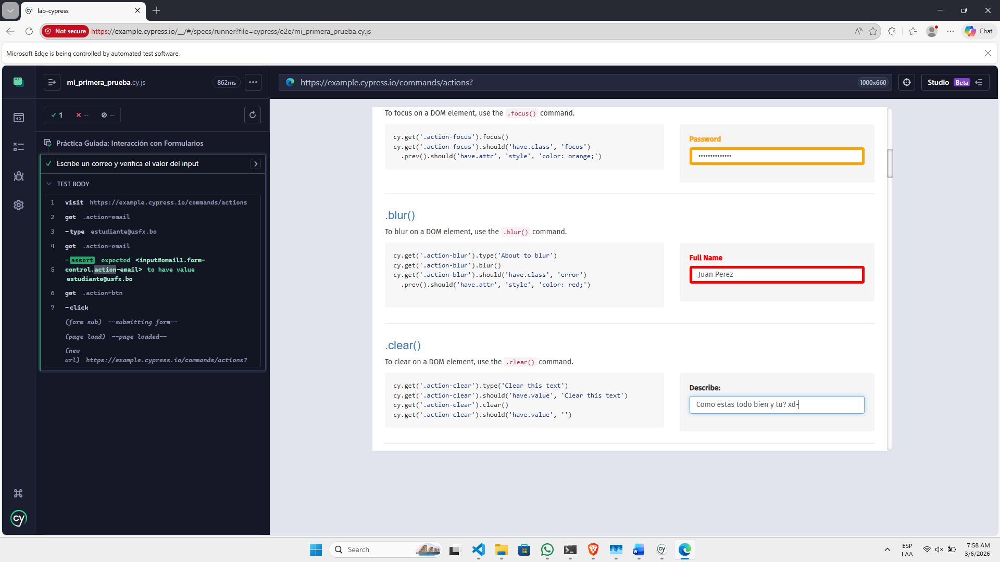 lab-cypress
Not secure https://example.cypress.io/__/#/specs/runner?file=cypress/e2e/mi_primera_prueba.cy.js
Chat
Microsoft Edge is being controlled by automated test software.
mi_primera_prueba.cy.js 862ms
https://example.cypress.io/commands/actions? 1000x660
Studio Beta
1 -- --
Práctica Guiada: Interacción con Formularios
Escribe un correo y verifica el valor del input
TEST BODY
1 visit https://example.cypress.io/commands/actions
2 get .action-email
3 -type estudiante@usfx.bo
4 get .action-email
-assert expected <input#email1.form-
5 control.action-email> to have value
estudiante@usfx.bo
6 get .action-btn
7 -click
(form sub) --submitting form--
(page load) --page loaded--
(new
url) https://example.cypress.io/commands/actions?
cy
To focus on a DOM element, use the .focus() command.
cy.get('.action-focus').focus()
cy.get('.action-focus').should('have.class', 'focus')
.prev().should('have.attr', 'style', 'color: orange;')
Password
••••••••••••••
.blur()
To blur on a DOM element, use the .blur() command.
cy.get('.action-blur').type('About to blur')
cy.get('.action-blur').blur()
cy.get('.action-blur').should('have.class', 'error')
.prev().should('have.attr', 'style', 'color: red;')
Full Name
Juan Perez
.clear()
To clear on a DOM element, use the .clear() command.
cy.get('.action-clear').type('Clear this text')
cy.get('.action-clear').should('have.value', 'Clear this text')
cy.get('.action-clear').clear()
cy.get('.action-clear').should('have.value', '')
Describe:
Como estas todo bien y tu? xd-
Search
ESP
LAA
7:58 AM
3/6/2026